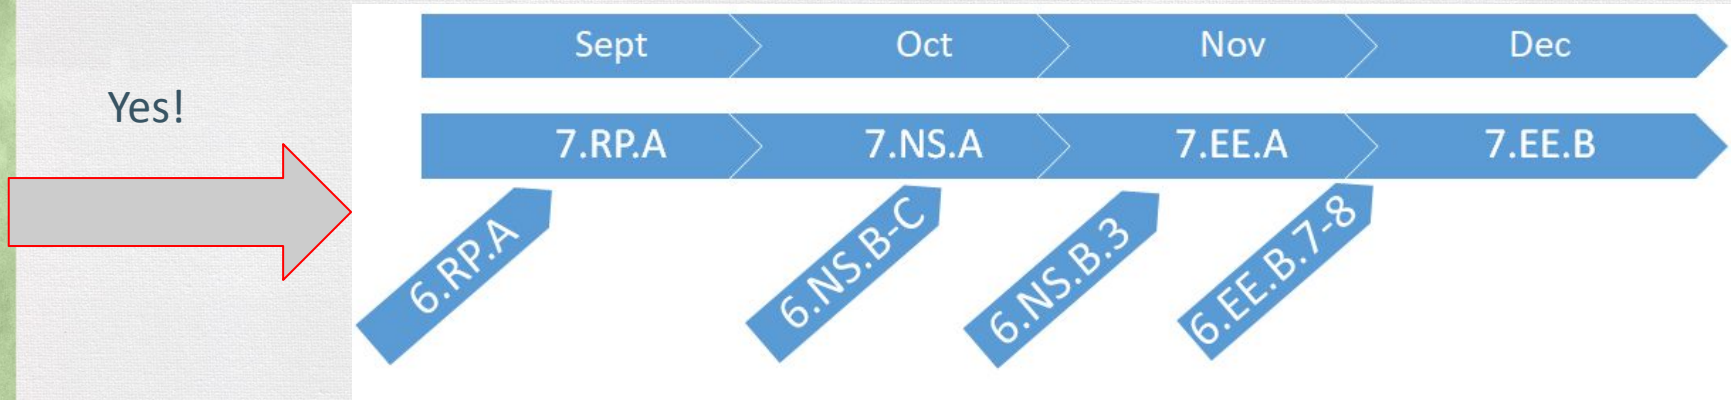 Yes!
Sept Oct Nov Dec
7.RP.A 7.NS.A 7.EE.A 7.EE.B
6.RP.A
6.NS.B-C
6.NS.B.3
6.EE.B.7-8